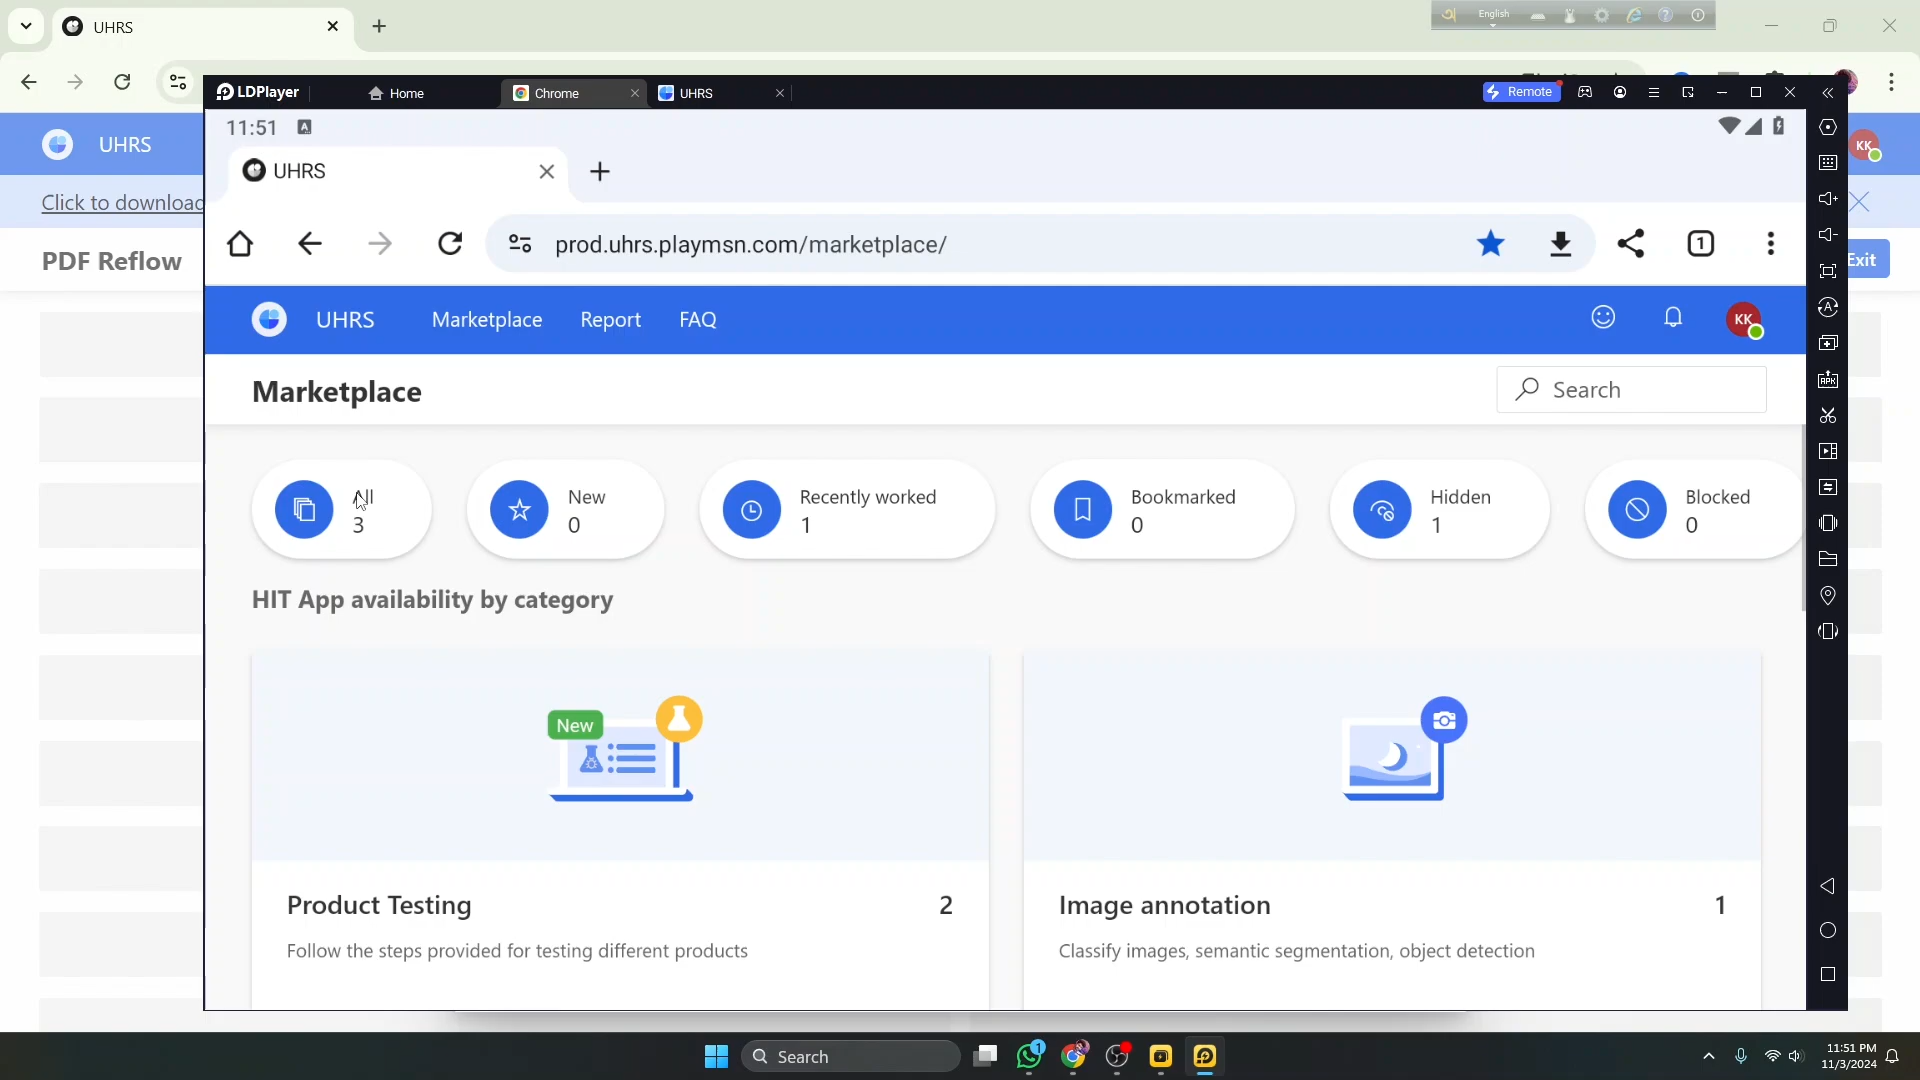 UHRS
English
UHRS
KK
Click to download
PDF Reflow
Exit
LDPlayer
Home
Chrome
UHRS
Remote
11:51
A
UHRS
prod.uhrs.playmsn.com/marketplace/
1
UHRS
Marketplace
Report
FAQ
KK
Marketplace
Search
All
3
New
0
Recently worked
1
Bookmarked
0
Hidden
1
Blocked
0
HIT App availability by category
New
Product Testing
2
Follow the steps provided for testing different products
Image annotation
1
Classify images, semantic segmentation, object detection
Search
1
11:51 PM
11/3/2024